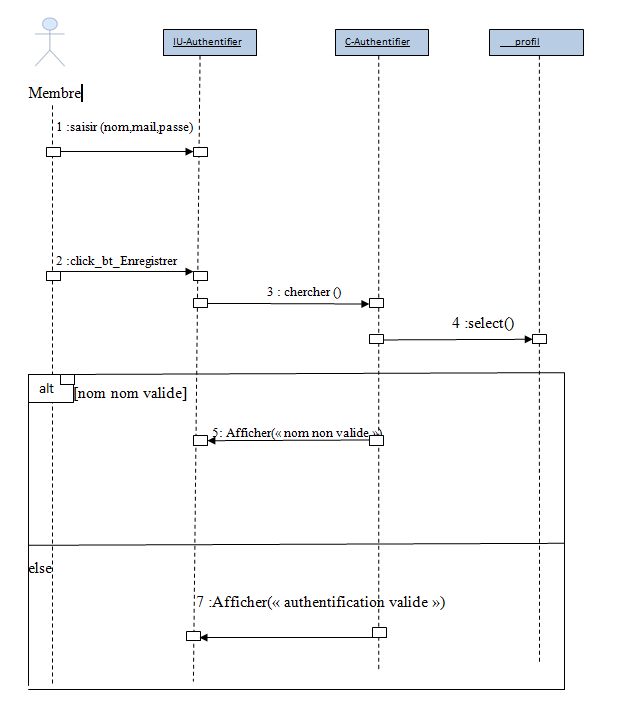 IU-Authentifier
C-Authentifier
profil
Membre
1 :saisir (nom,mail,passe)
2 :click_bt_Enregistrer
3 : chercher ()
4 :select()
alt
[nom nom valide]
5: Afficher(« nom non valide »)
else
7 :Afficher(« authentification valide »)